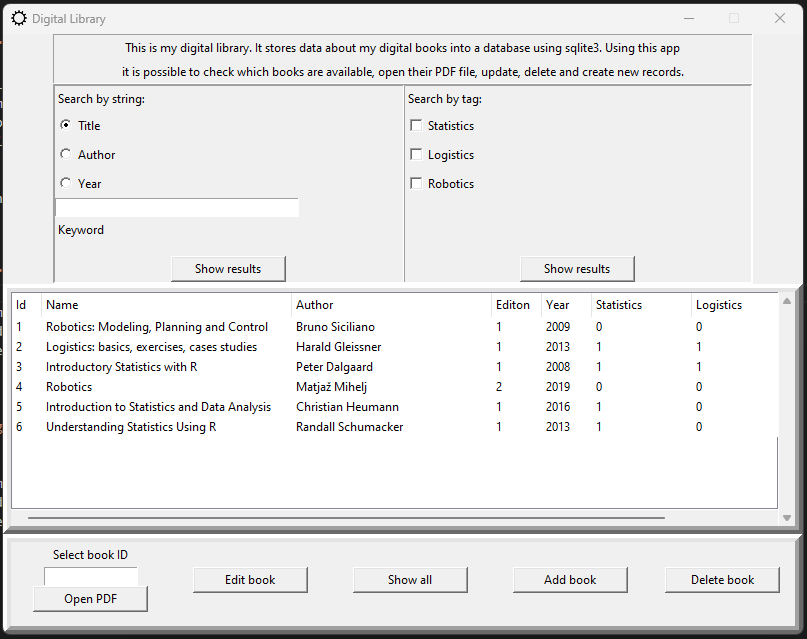 Digital Library
This is my digital library. It stores data about my digital books into a database using sqlite3. Using this app
it is possible to check which books are available, open their PDF file, update, delete and create new records.
Search by string:
Title
Author
Year
Keyword
Show results
Search by tag:
Statistics
Logistics
Robotics
Show results
Id Name Author Editon Year Statistics Logistics
1 Robotics: Modeling, Planning and Control Bruno Siciliano 1 2009 0 0
2 Logistics: basics, exercises, cases studies Harald Gleissner 1 2013 1 1
3 Introductory Statistics with R Peter Dalgaard 1 2008 1 1
4 Robotics Matjaž Mihelj 2 2019 0 0
5 Introduction to Statistics and Data Analysis Christian Heumann 1 2016 1 0
6 Understanding Statistics Using R Randall Schumacker 1 2013 1 0
Select book ID
Open PDF
Edit book
Show all
Add book
Delete book